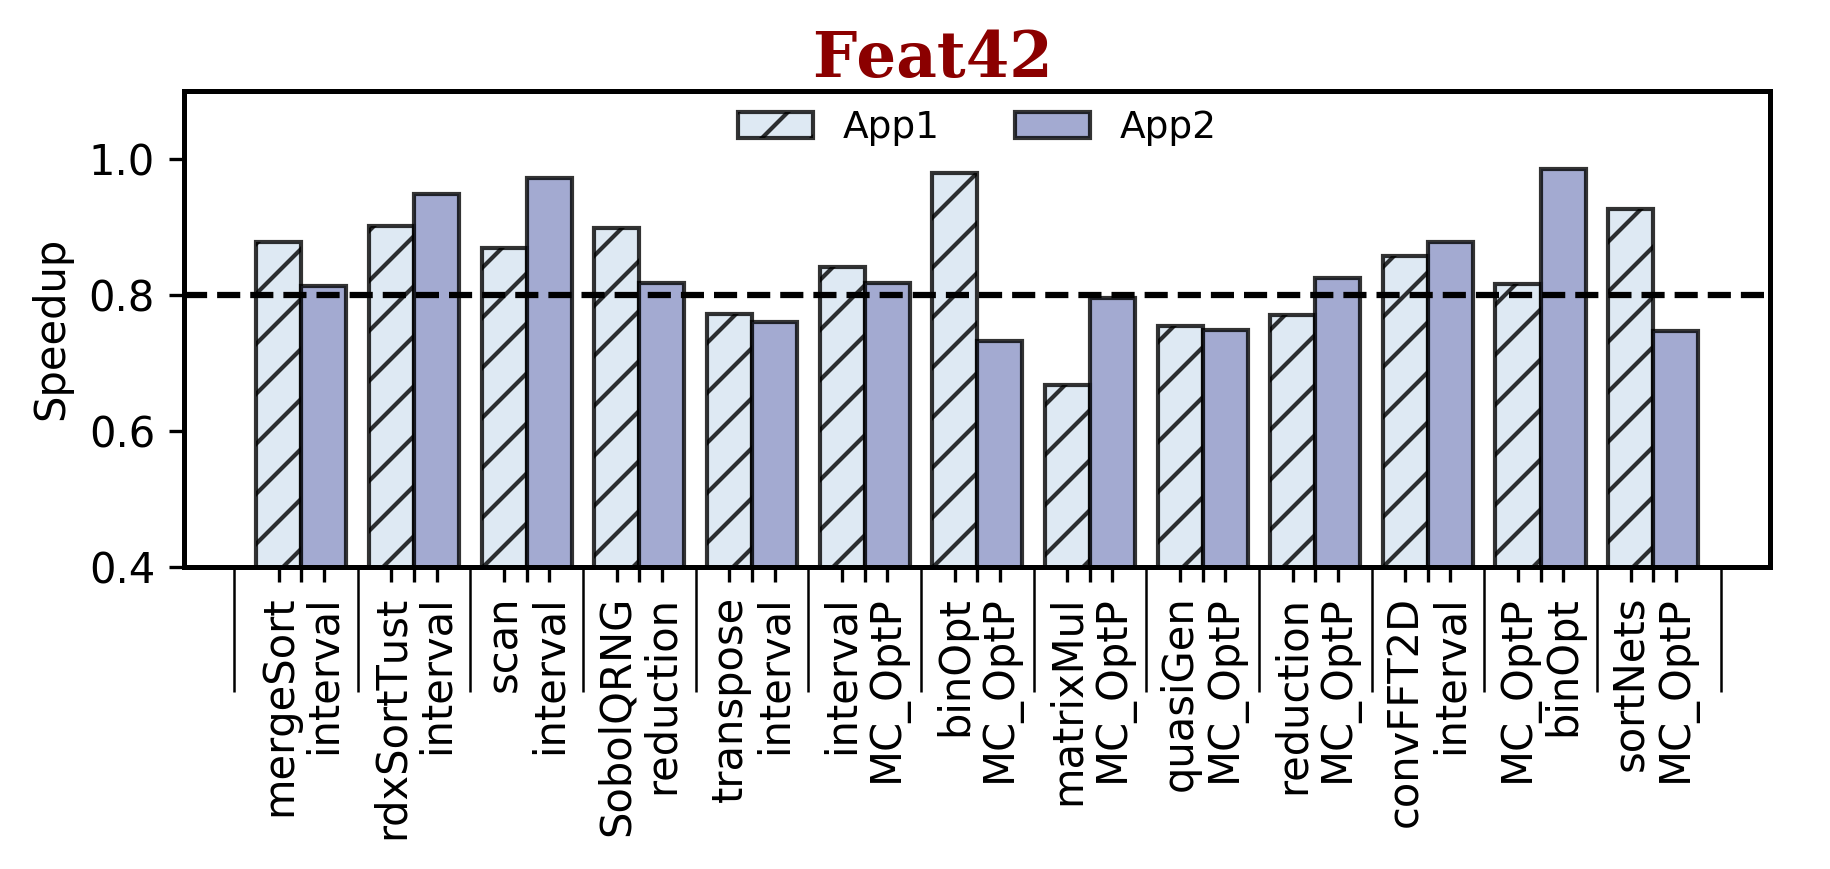 Feat42
App1 App2
Speedup
1.0
0.8
0.6
0.4
mergeSort
interval
rdxSortTust
interval
scan
interval
SobolQRNG
reduction
transpose
interval
interval
MC_OptP
binOpt
MC_OptP
matrixMul
MC_OptP
quasiGen
MC_OptP
reduction
MC_OptP
convFFT2D
interval
MC_OptP
binOpt
sortNets
MC_OptP